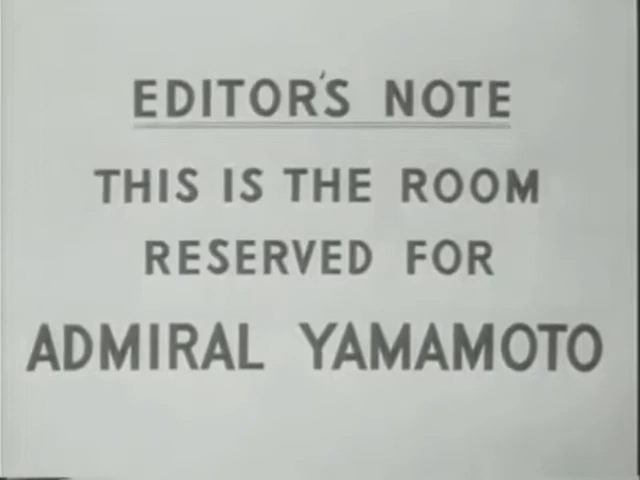 EDITOR'S NOTE
THIS IS THE ROOM
RESERVED FOR
ADMIRAL YAMAMOTO